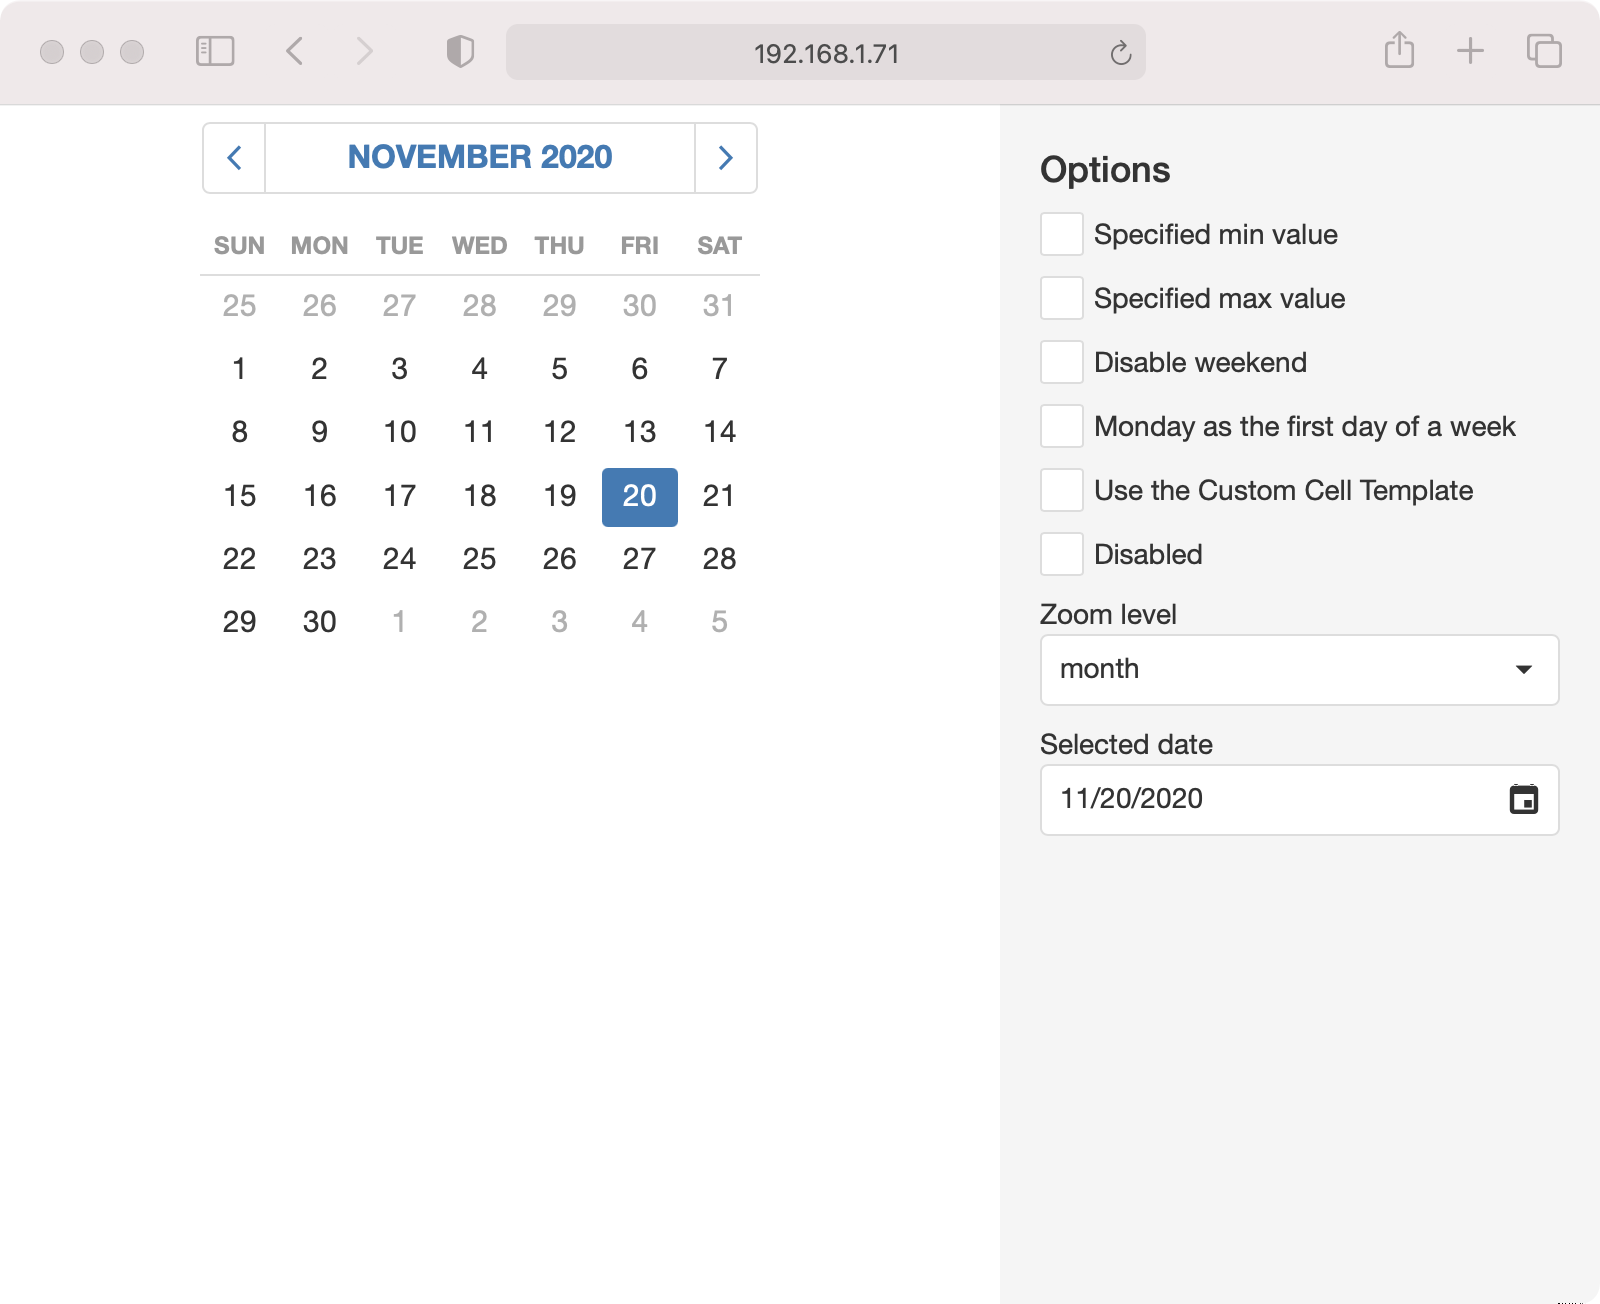 192.168.1.71
NOVEMBER 2020
SUN MON TUE WED THU FRI SAT
25 26 27 28 29 30 31
1 2 3 4 5 6 7
8 9 10 11 12 13 14
15 16 17 18 19 20 21
22 23 24 25 26 27 28
29 30 1 2 3 4 5
Options
Specified min value
Specified max value
Disable weekend
Monday as the first day of a week
Use the Custom Cell Template
Disabled
Zoom level
month
Selected date
11/20/2020